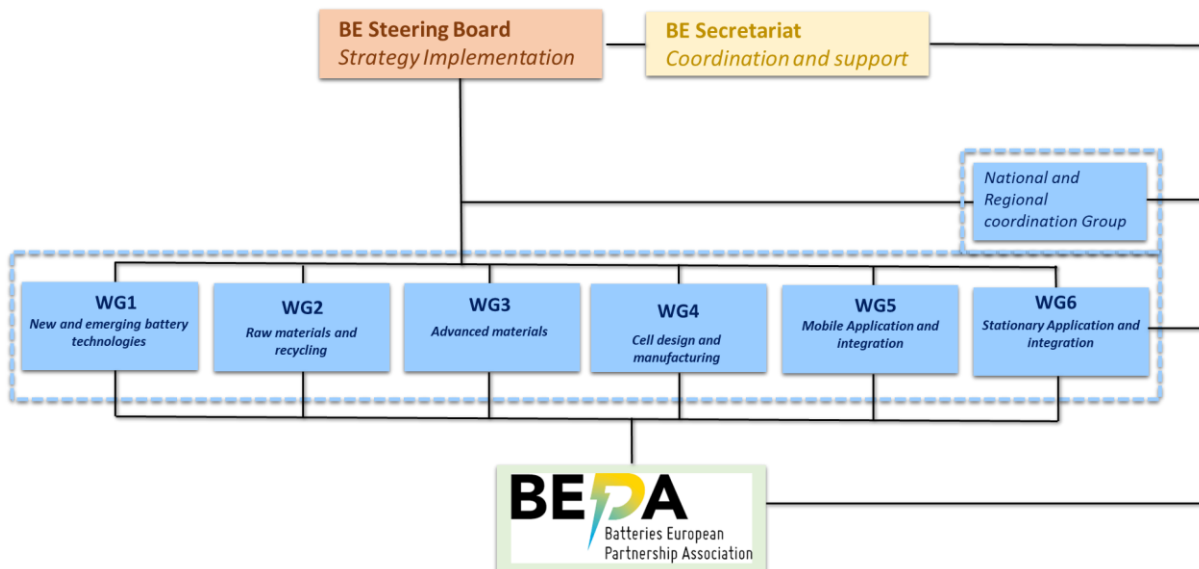 BE Steering Board
Strategy Implementation
BE Secretariat
Coordination and support
National and
Regional
coordination Group
WG1
New and emerging battery
technologies
WG2
Raw materials and
recycling
WG3
Advanced materials
WG4
Cell design and
manufacturing
WG5
Mobile Application and
integration
WG6
Stationary Application and
integration
BEPA
Batteries European
Partnership Association